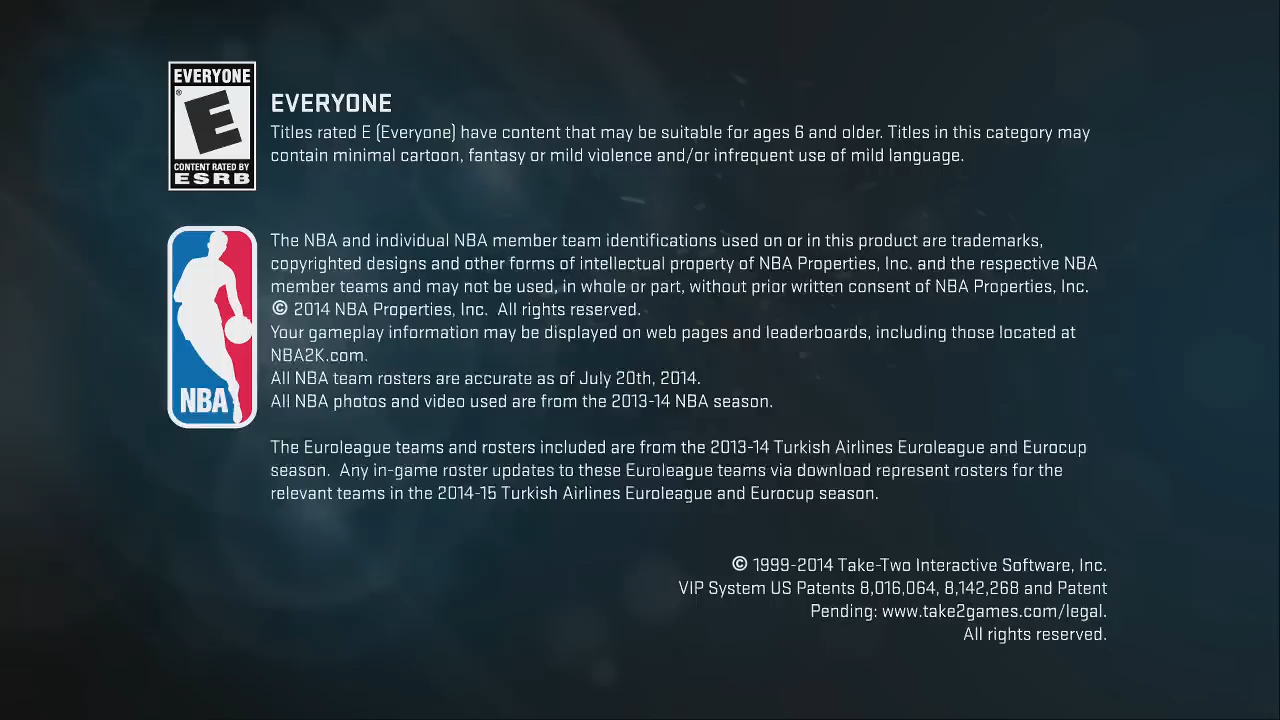 EVERYONE
E
®
CONTENT RATED BY
ESRB
EVERYONE
Titles rated E (Everyone) have content that may be suitable for ages 6 and older. Titles in this category may
contain minimal cartoon, fantasy or mild violence and/or infrequent use of mild language.
NBA
The NBA and individual NBA member team identifications used on or in this product are trademarks,
copyrighted designs and other forms of intellectual property of NBA Properties, Inc. and the respective NBA
member teams and may not be used, in whole or part, without prior written consent of NBA Properties, Inc.
© 2014 NBA Properties, Inc. All rights reserved.
Your gameplay information may be displayed on web pages and leaderboards, including those located at
NBA2K.com.
All NBA team rosters are accurate as of July 20th, 2014.
All NBA photos and video used are from the 2013-14 NBA season.
The Euroleague teams and rosters included are from the 2013-14 Turkish Airlines Euroleague and Eurocup
season. Any in-game roster updates to these Euroleague teams via download represent rosters for the
relevant teams in the 2014-15 Turkish Airlines Euroleague and Eurocup season.
© 1999-2014 Take-Two Interactive Software, Inc.
VIP System US Patents 8,016,064, 8,142,268 and Patent
Pending: www.take2games.com/legal.
All rights reserved.